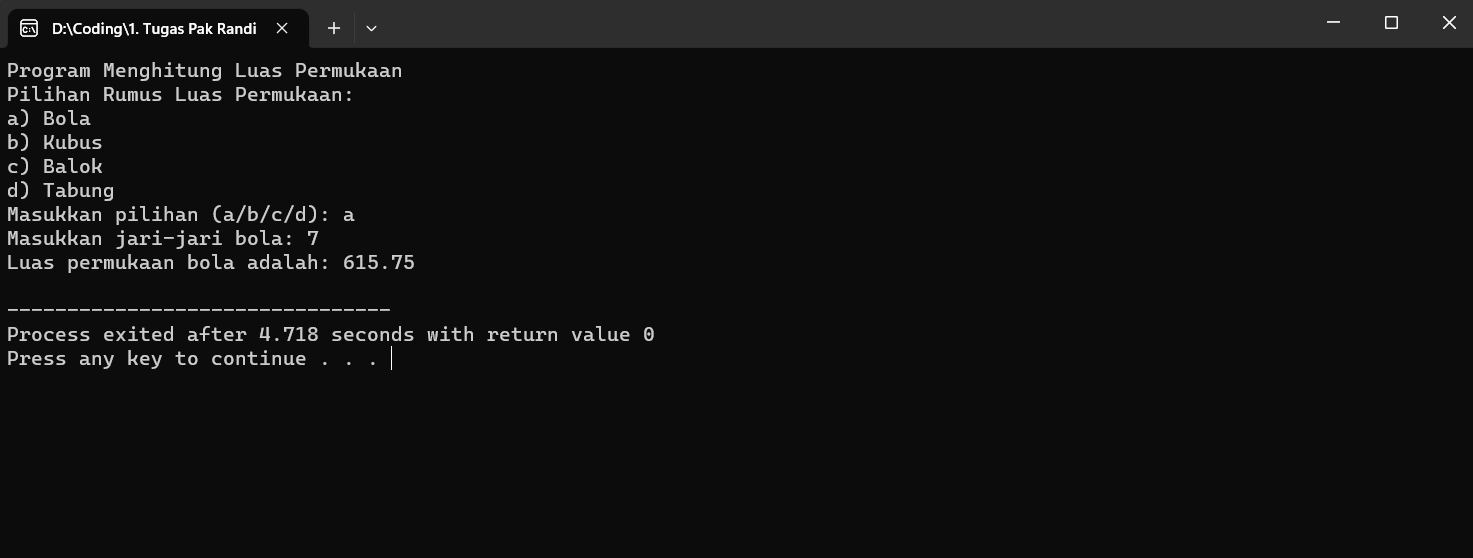 D:\Coding\1. Tugas Pak Randi
Program Menghitung Luas Permukaan
Pilihan Rumus Luas Permukaan:
a) Bola
b) Kubus
c) Balok
d) Tabung
Masukkan pilihan (a/b/c/d): a
Masukkan jari-jari bola: 7
Luas permukaan bola adalah: 615.75
--------------------------------
Process exited after 4.718 seconds with return value 0
Press any key to continue . . .